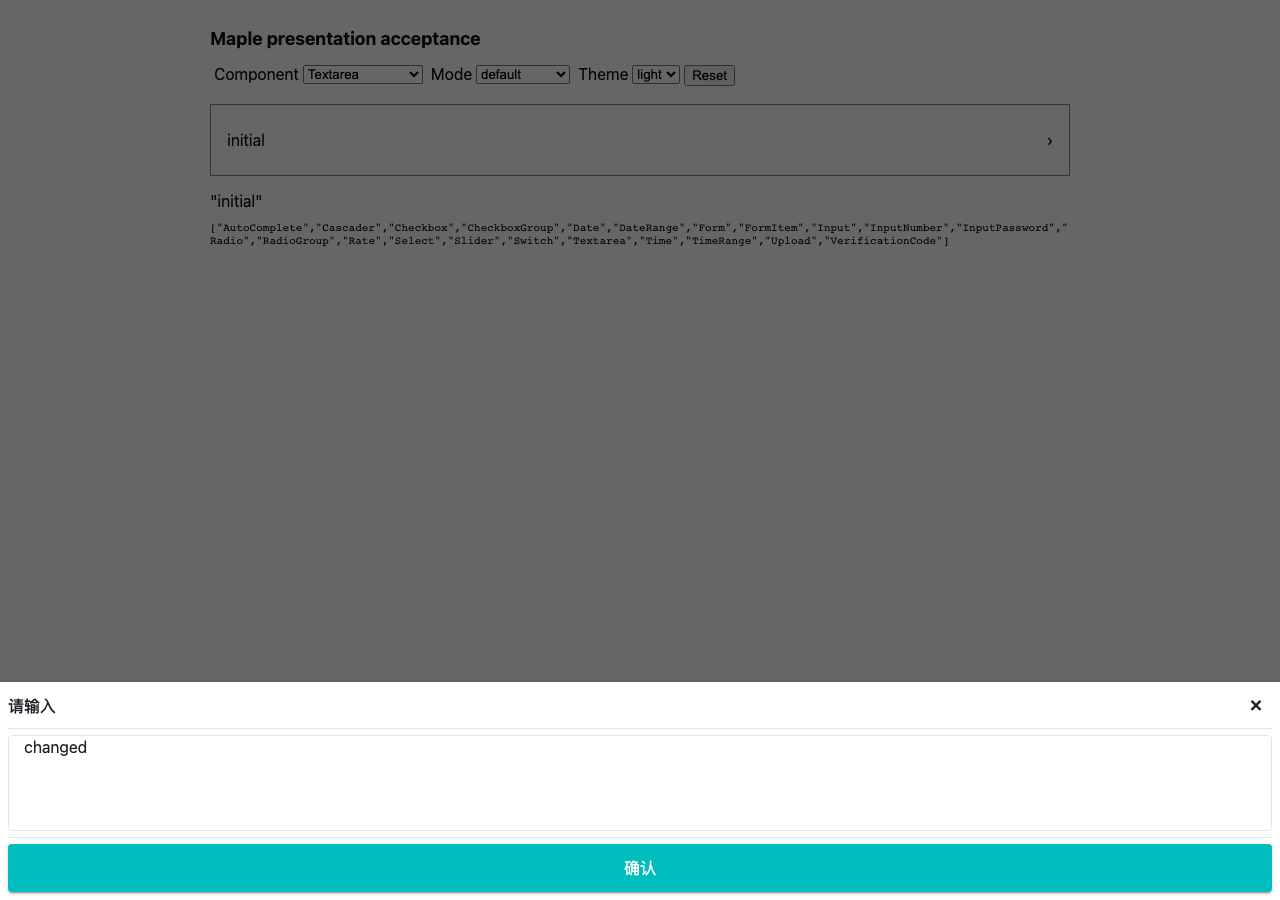 Maple presentation acceptance
Component Textarea Mode default Theme light Reset
initial ›
"initial"
["AutoComplete","Cascader","Checkbox","CheckboxGroup","Date","DateRange","Form","FormItem","Input","InputNumber","InputPassword","
Radio","RadioGroup","Rate","Select","Slider","Switch","Textarea","Time","TimeRange","Upload","VerificationCode"]
请输入 ×
changed
确认